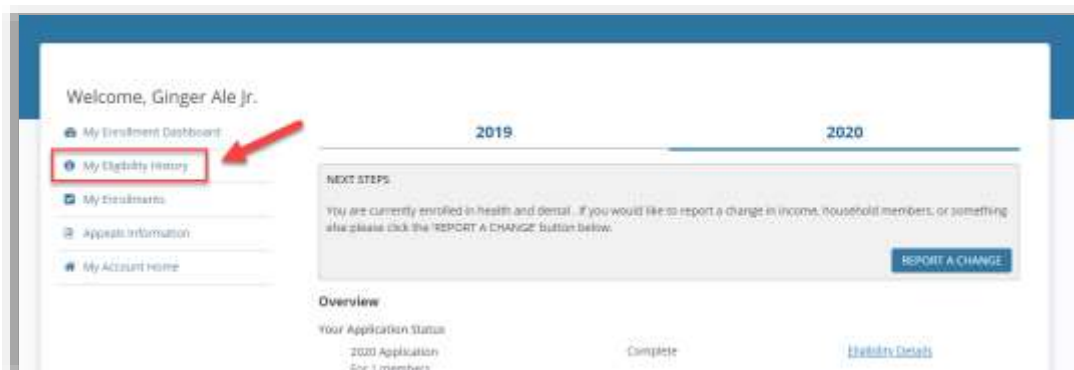 Welcome, Ginger Ale Jr.
My Enrollment Dashboard
My Eligibility History
My Enrollments
Appeals Information
My Account Home
2019
2020
NEXT STEPS
You are currently enrolled in health and dental . If you would like to report a change in income, household members, or something
else please click the 'REPORT A CHANGE' button below.
REPORT A CHANGE
Overview
Your Application Status
2020 Application
Complete
Eligibility Details
For 1 members